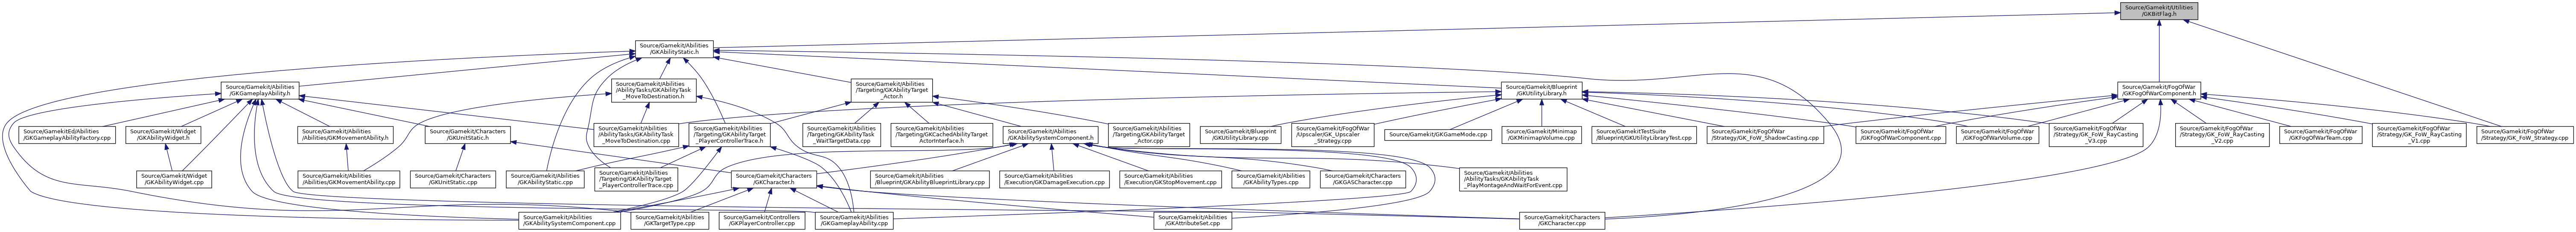 Source/Gamekit/Utilities
/GKBitFlag.h
Source/Gamekit/Abilities
/GKAbilityStatic.h
Source/Gamekit/Abilities
/GKGameplayAbility.h
Source/Gamekit/Abilities
/AbilityTasks/GKAbilityTask
_MoveToDestination.h
Source/Gamekit/Abilities
/Targeting/GKAbilityTarget
_Actor.h
Source/Gamekit/Blueprint
/GKUtilityLibrary.h
Source/Gamekit/FogOfWar
/GKFogOfWarComponent.h
Source/GamekitEd/Abilities
/GKGameplayAbilityFactory.cpp
Source/Gamekit/Widget
/GKAbilityWidget.h
Source/Gamekit/Abilities
/Abilities/GKMovementAbility.h
Source/Gamekit/Characters
/GKUnitStatic.h
Source/Gamekit/Abilities
/AbilityTasks/GKAbilityTask
_MoveToDestination.cpp
Source/Gamekit/Abilities
/Targeting/GKAbilityTarget
_PlayerControllerTrace.h
Source/Gamekit/Abilities
/Targeting/GKAbilityTask
_WaitTargetData.cpp
Source/Gamekit/Abilities
/Targeting/GKCachedAbilityTarget
ActorInterface.h
Source/Gamekit/Abilities
/GKAbilitySystemComponent.h
Source/Gamekit/Abilities
/Targeting/GKAbilityTarget
_Actor.cpp
Source/Gamekit/Blueprint
/GKUtilityLibrary.cpp
Source/Gamekit/FogOfWar
/Upscaler/GK_Upscaler
_Strategy.cpp
Source/Gamekit/GKGameMode.cpp
Source/Gamekit/Minimap
/GKMinimapVolume.cpp
Source/GamekitTestSuite
/Blueprint/GKUtilityLibraryTest.cpp
Source/Gamekit/FogOfWar
/Strategy/GK_FoW_ShadowCasting.cpp
Source/Gamekit/FogOfWar
/GKFogOfWarComponent.cpp
Source/Gamekit/FogOfWar
/GKFogOfWarVolume.cpp
Source/Gamekit/FogOfWar
/Strategy/GK_FoW_RayCasting
_V3.cpp
Source/Gamekit/FogOfWar
/Strategy/GK_FoW_RayCasting
_V2.cpp
Source/Gamekit/FogOfWar
/GKFogOfWarTeam.cpp
Source/Gamekit/FogOfWar
/Strategy/GK_FoW_RayCasting
_V1.cpp
Source/Gamekit/FogOfWar
/Strategy/GK_FoW_Strategy.cpp
Source/Gamekit/Widget
/GKAbilityWidget.cpp
Source/Gamekit/Abilities
/Abilities/GKMovementAbility.cpp
Source/Gamekit/Characters
/GKUnitStatic.cpp
Source/Gamekit/Abilities
/GKAbilityStatic.cpp
Source/Gamekit/Abilities
/Targeting/GKAbilityTarget
_PlayerControllerTrace.cpp
Source/Gamekit/Characters
/GKCharacter.h
Source/Gamekit/Abilities
/Blueprint/GKAbilityBlueprintLibrary.cpp
Source/Gamekit/Abilities
/Execution/GKDamageExecution.cpp
Source/Gamekit/Abilities
/Execution/GKStopMovement.cpp
Source/Gamekit/Abilities
/GKAbilityTypes.cpp
Source/Gamekit/Characters
/GKGASCharacter.cpp
Source/Gamekit/Abilities
/AbilityTasks/GKAbilityTask
_PlayMontageAndWaitForEvent.cpp
Source/Gamekit/Abilities
/GKAbilitySystemComponent.cpp
Source/Gamekit/Abilities
/GKTargetType.cpp
Source/Gamekit/Controllers
/GKPlayerController.cpp
Source/Gamekit/Abilities
/GKGameplayAbility.cpp
Source/Gamekit/Abilities
/GKAttributeSet.cpp
Source/Gamekit/Characters
/GKCharacter.cpp